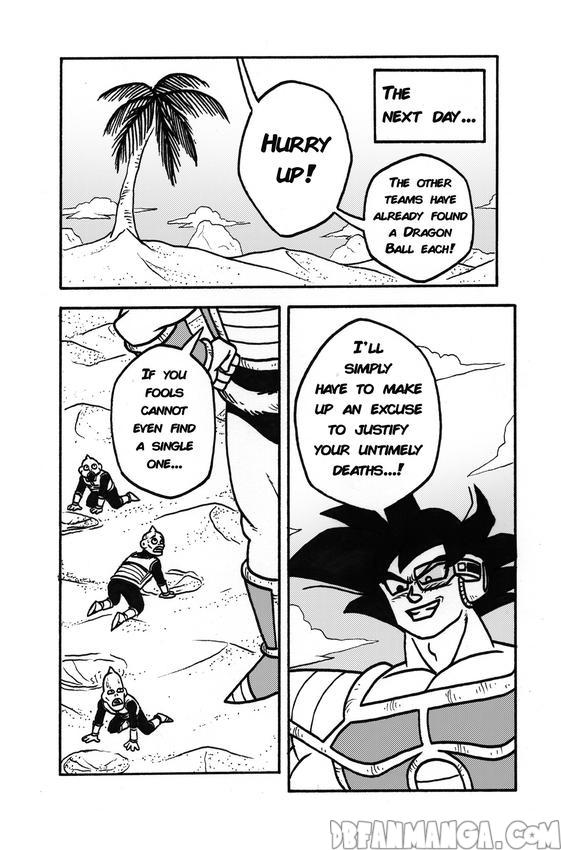 The
next day...
Hurry
up!
The other
teams have
already found
a Dragon
Ball each!
If you
fools
cannot
even find
a single
one...
I'll
simply
have to make
up an excuse
to justify
your untimely
deaths...!
DBFANMANGA.COM